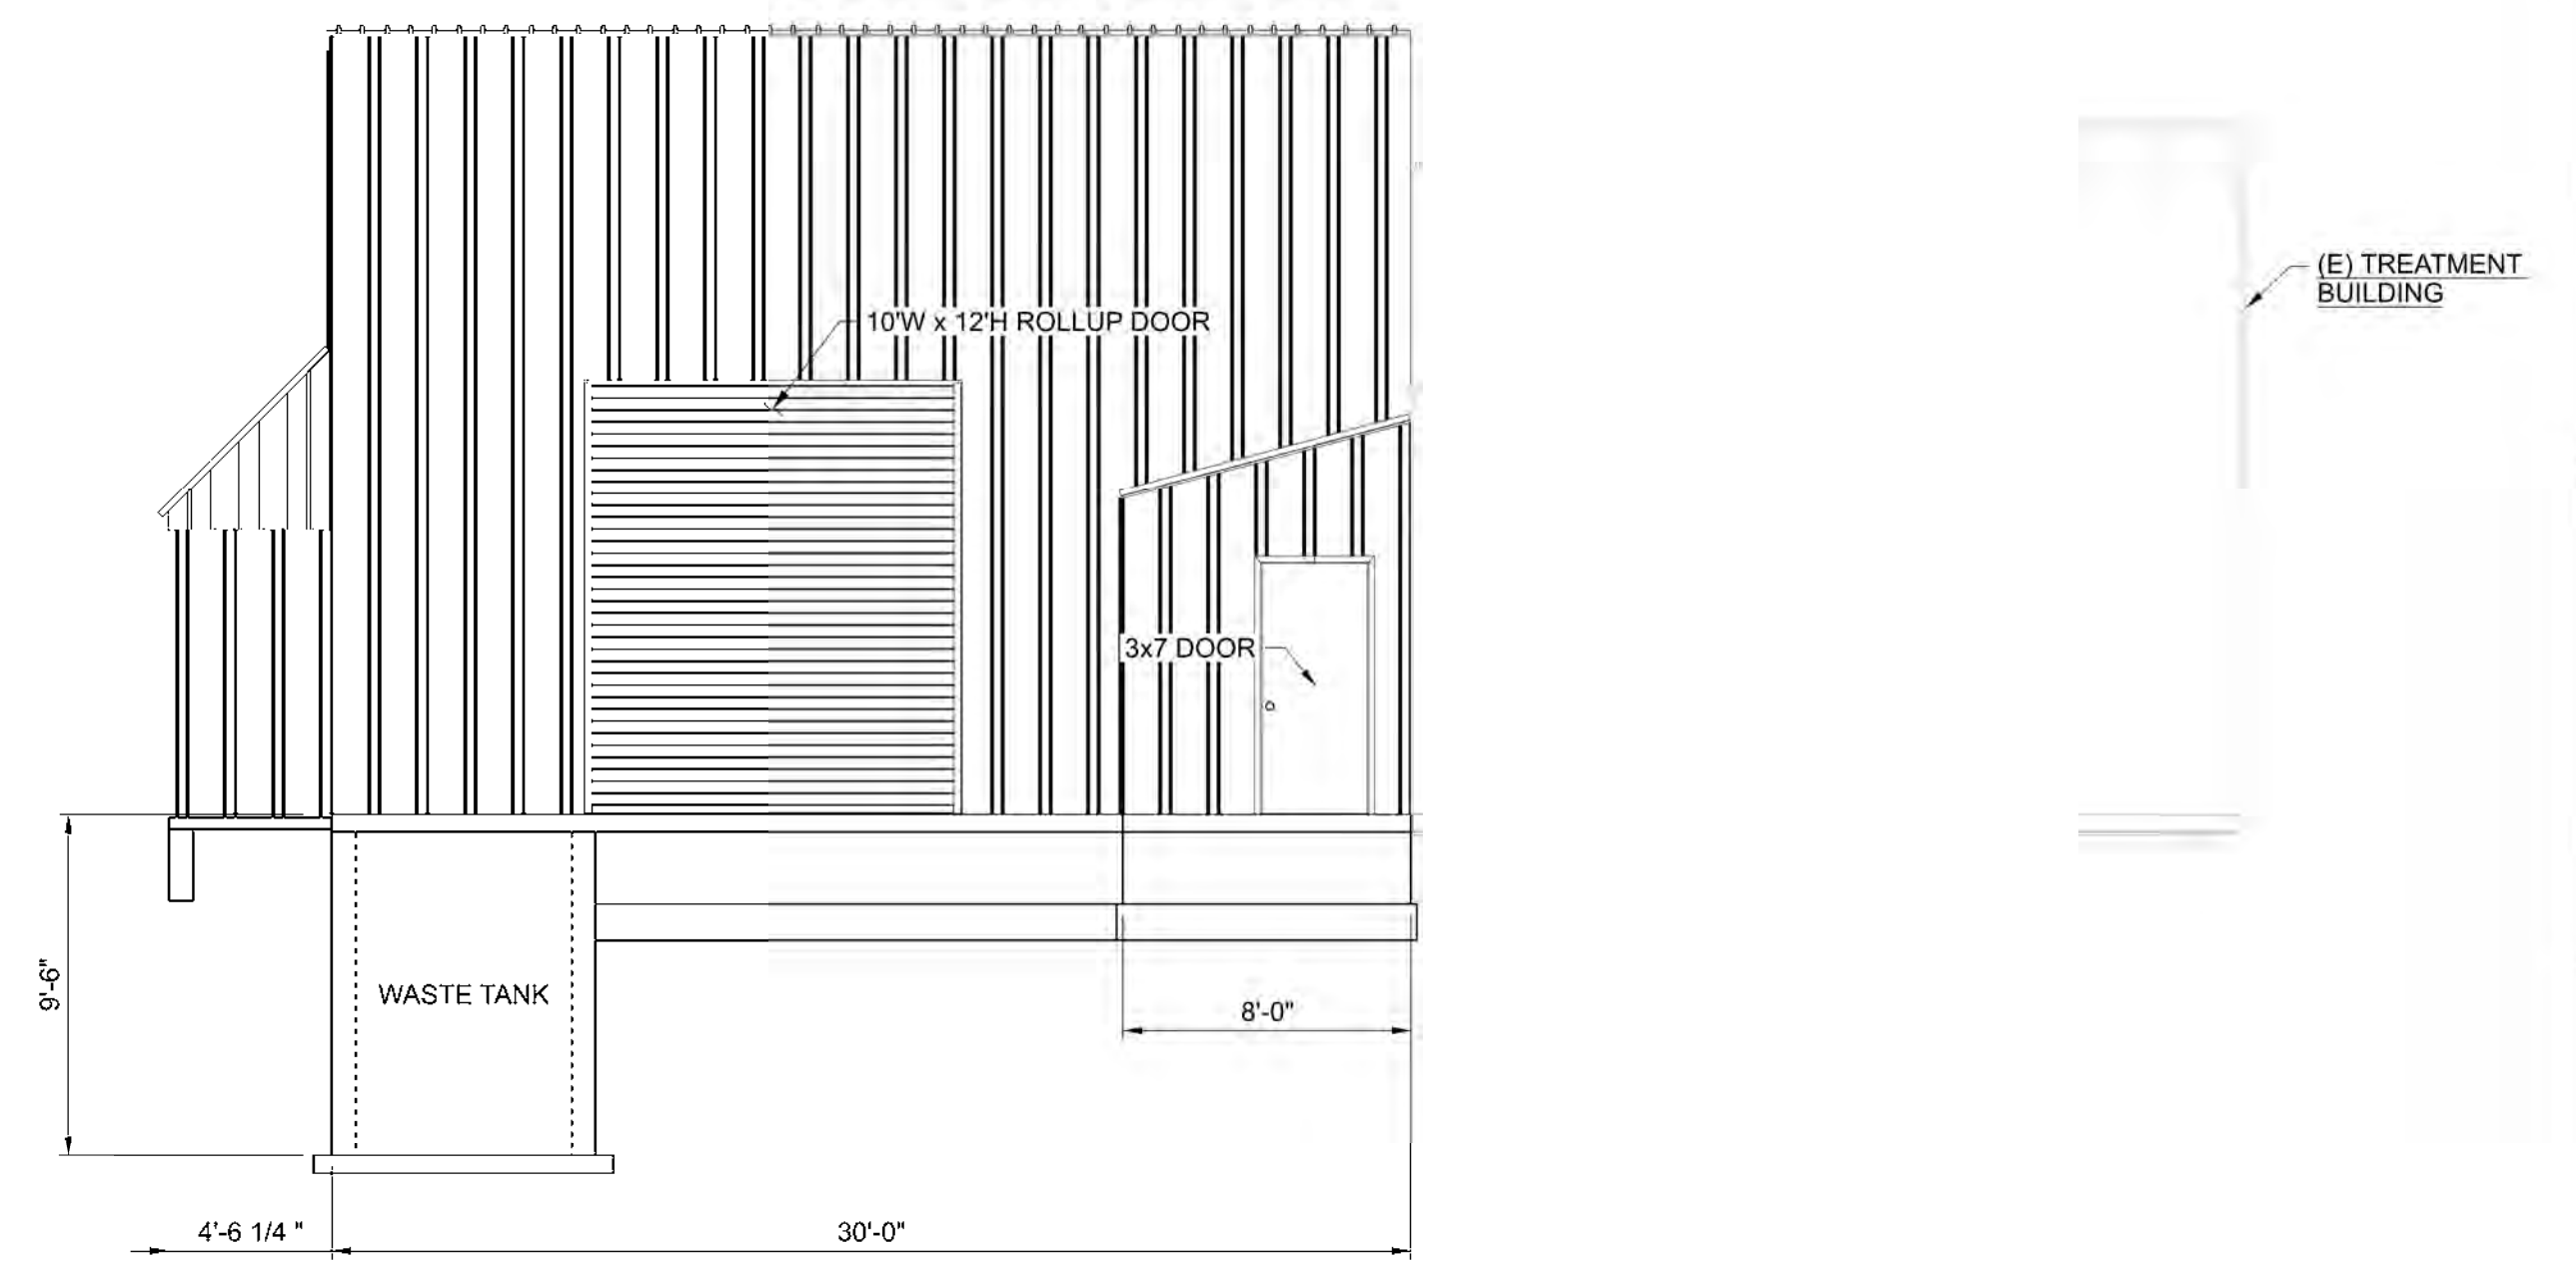 (E) TREATMENT
BUILDING
10'W x 12'H ROLLUP DOOR
3x7 DOOR
9'-6"
WASTE TANK
8'-0"
4'-6 1/4 "
30'-0"